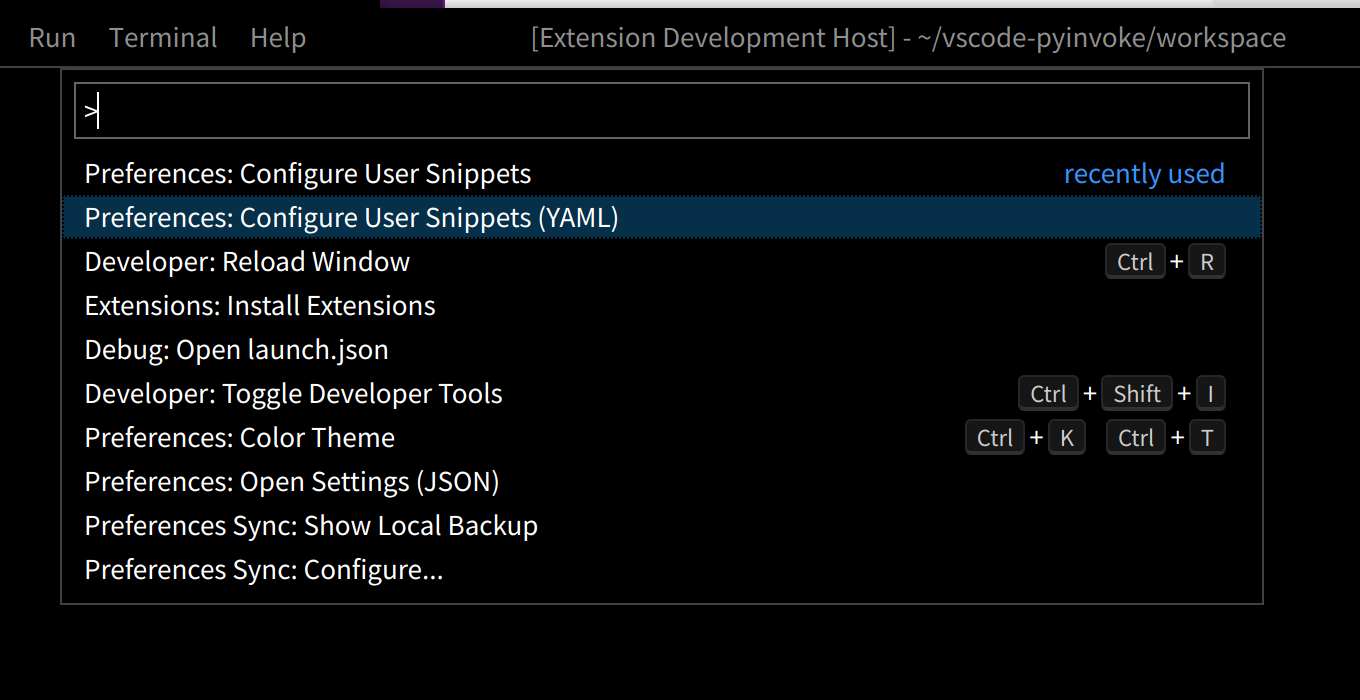 Run Terminal Help [Extension Development Host] - ~/vscode-pyinvoke/workspace
>
Preferences: Configure User Snippets recently used
Preferences: Configure User Snippets (YAML)
Developer: Reload Window Ctrl + R
Extensions: Install Extensions
Debug: Open launch.json
Developer: Toggle Developer Tools Ctrl + Shift + I
Preferences: Color Theme Ctrl + K Ctrl + T
Preferences: Open Settings (JSON)
Preferences Sync: Show Local Backup
Preferences Sync: Configure...